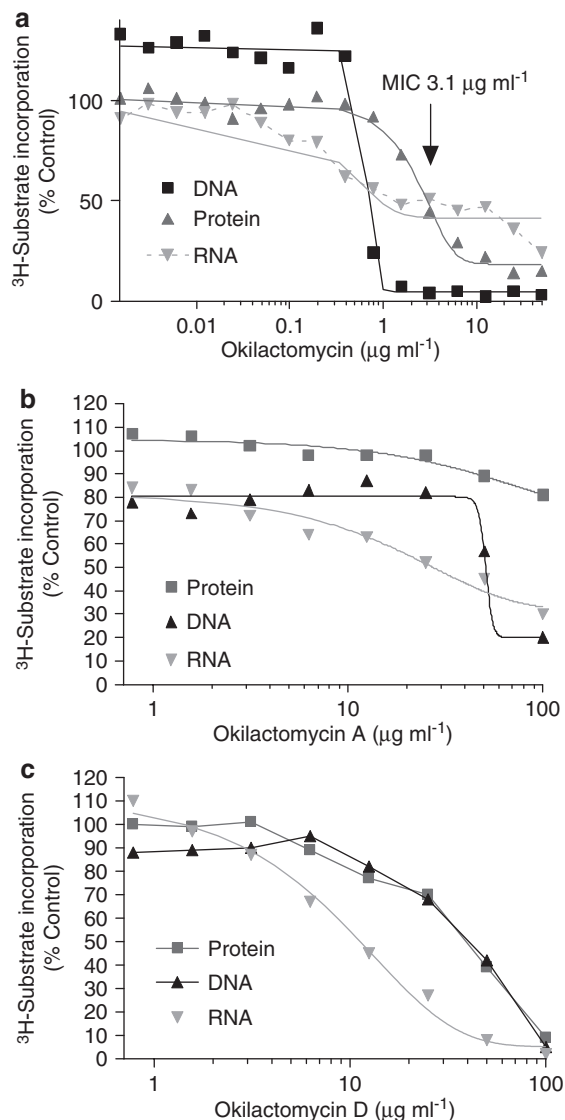 a
³H-Substrate incorporation
(% Control)
100
50
0
MIC 3.1 μg ml⁻¹
DNA
Protein
RNA
0.01
0.1
1
10
Okilactomycin (μg ml⁻¹)
b
³H-Substrate incorporation
(% Control)
120
110
100
90
80
70
60
50
40
30
20
10
0
Protein
DNA
RNA
1
10
100
Okilactomycin A (μg ml⁻¹)
c
³H-Substrate incorporation
(% Control)
120
110
100
90
80
70
60
50
40
30
20
10
0
Protein
DNA
RNA
1
10
100
Okilactomycin D (μg ml⁻¹)